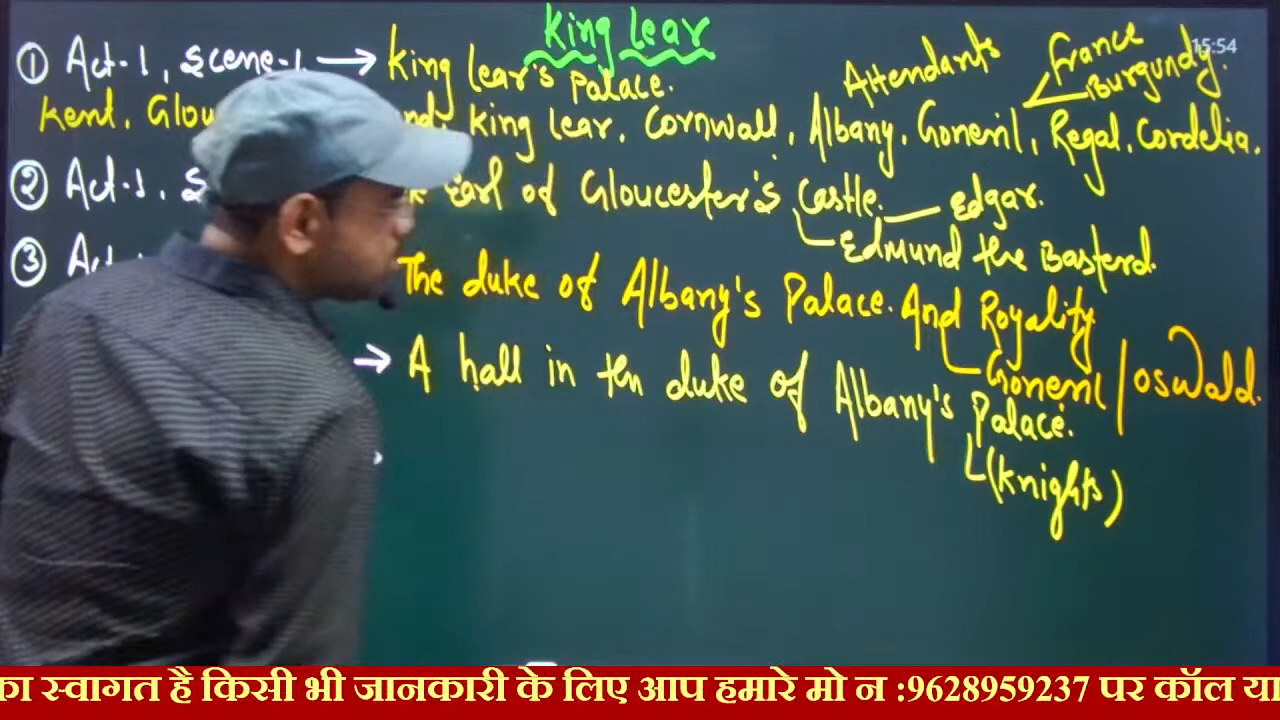 King Lear
15:54
① Act-1, Scene-1 → King Lear's Palace.
Attendants
France
Burgundy.
Kent, Glou nd, King Lear, Cornwall, Albany, Goneril, Regal, Cordelia.
② Act-1, S Earl of Gloucester's Castle. — Edgar.
Edmund the Basterd.
③ Act The duke of Albany's Palace. And Royality
Goneril / Oswald.
→ A hall in the duke of Albany's Palace.
(Knights)
का स्वागत है किसी भी जानकारी के लिए आप हमारे मो न :9628959237 पर कॉल या